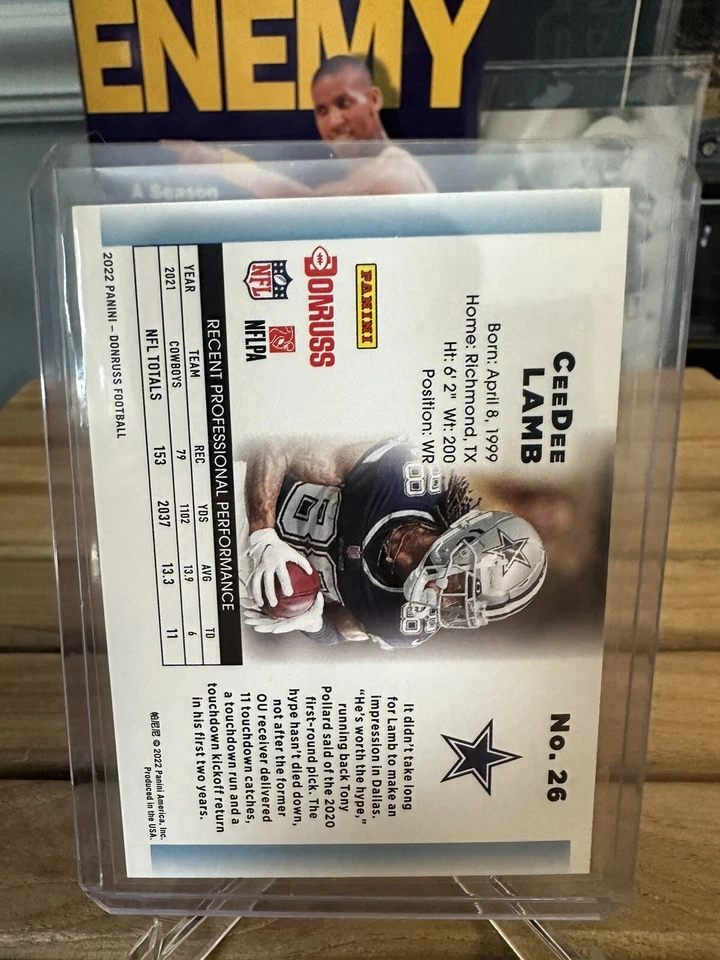 ENEMY
A Season
CEEDEE
LAMB
Born: April 8, 1999
Home: Richmond, TX
Ht: 6' 2" Wt: 200
Position: WR
No. 26
PANINI
DONRUSS
NFL
NFLPA
88
88
It didn't take long
for Lamb to make an
impression in Dallas.
"He's worth the hype,"
running back Tony
Pollard said of the 2020
first-round pick. The
hype hasn't died down,
not after the former
OU receiver delivered
11 touchdown catches,
a touchdown run and a
touchdown kickoff return
in his first two years.
RECENT PROFESSIONAL PERFORMANCE
YEAR TEAM REC YDS AVG TD
2021 COWBOYS 79 1102 13.9 6
NFL TOTALS 153 2037 13.3 11
2022 PANINI – DONRUSS FOOTBALL
帕尼尼 © 2022 Panini America, Inc.
Produced in the USA.